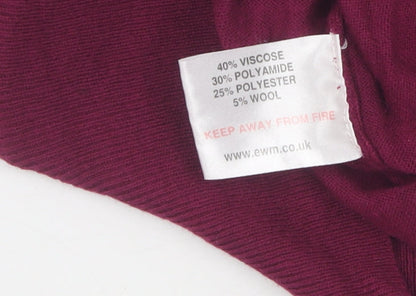 40% VISCOSE
30% POLYAMIDE
25% POLYESTER
5% WOOL
KEEP AWAY FROM FIRE
www.ewm.co.uk